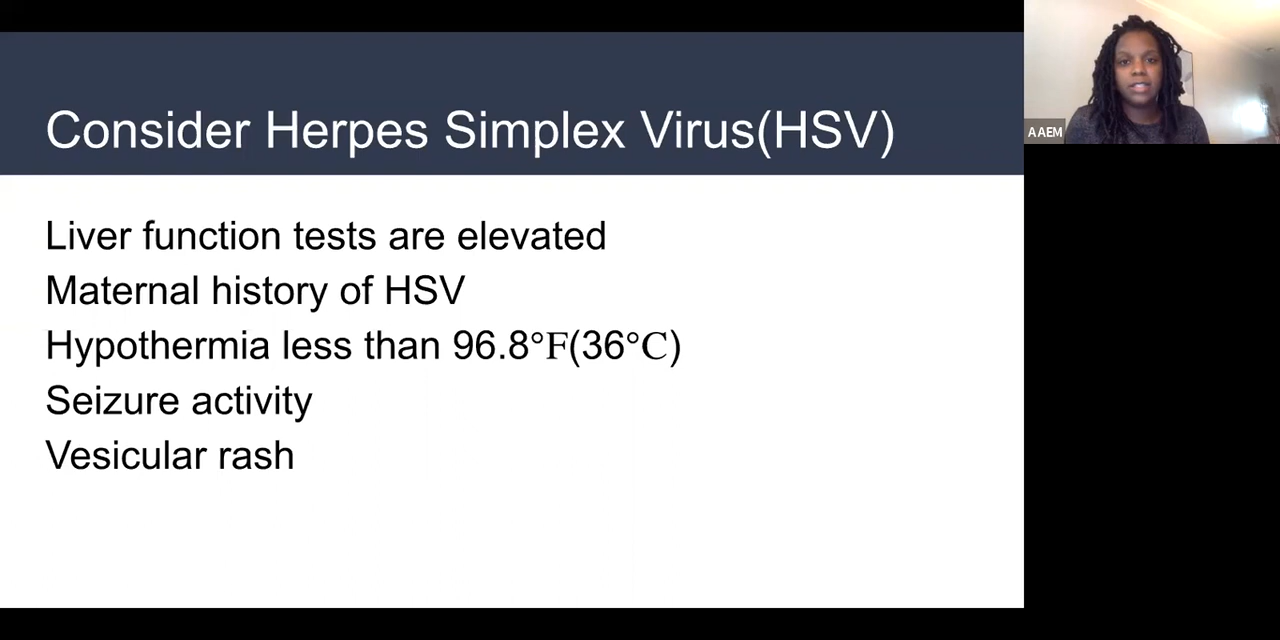 Consider Herpes Simplex Virus(HSV)
Liver function tests are elevated
Maternal history of HSV
Hypothermia less than 96.8°F(36°C)
Seizure activity
Vesicular rash
AAEM